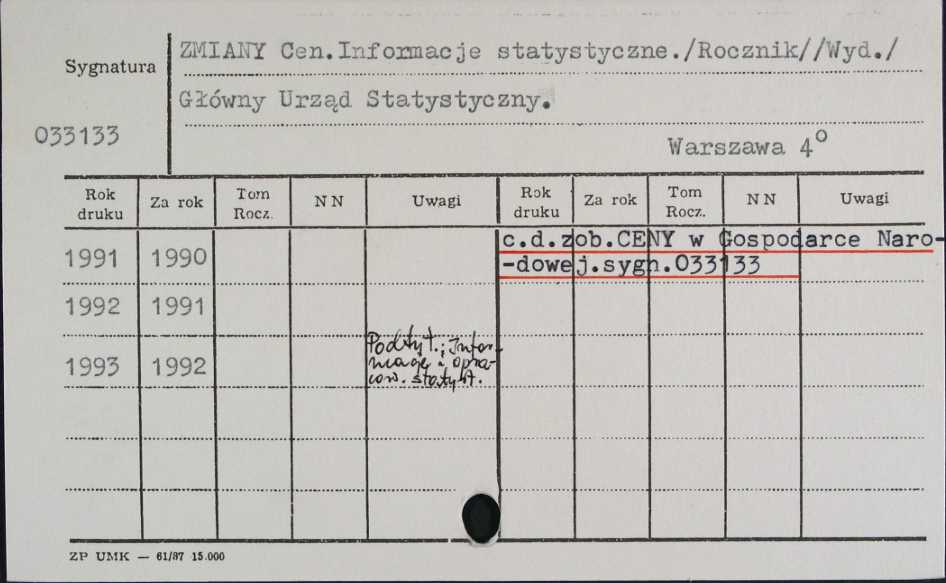 Sygnatura
ZMIANY Cen.Informacje statystyczne./Rocznik//Wyd./
Główny Urząd Statystyczny.
033133
Warszawa 4°
Rok druku Za rok Tom Rocz. NN Uwagi Rok druku Za rok Tom Rocz. NN Uwagi
c.d.zob.CENY w Gospodarce Naro-
-dowej.sygn.033133
1991 1990
1992 1991
1993 1992
Podtyt.: Infor-
macje i opra-
cow. statyst.
ZP UMK — 61/87 15.000